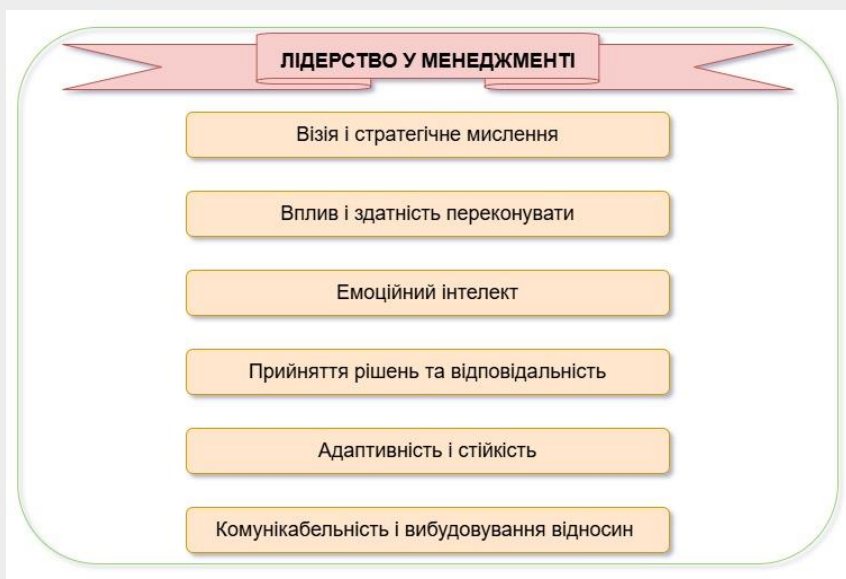 ЛІДЕРСТВО У МЕНЕДЖМЕНТІ
Візія і стратегічне мислення
Вплив і здатність переконувати
Емоційний інтелект
Прийняття рішень та відповідальність
Адаптивність і стійкість
Комунікабельність і вибудовування відносин